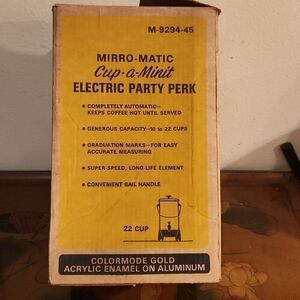 M-9294-45
MIRRO-MATIC
Cup-a-Minit
ELECTRIC PARTY PERK
• COMPLETELY AUTOMATIC—
KEEPS COFFEE HOT UNTIL SERVED
• GENEROUS CAPACITY—10 to 22 CUPS
• GRADUATION MARKS—FOR EASY
ACCURATE MEASURING
• SUPER-SPEED, LONG-LIFE ELEMENT
• CONVENIENT BAIL HANDLE
22 CUP
COLORMODE GOLD
ACRYLIC ENAMEL ON ALUMINUM